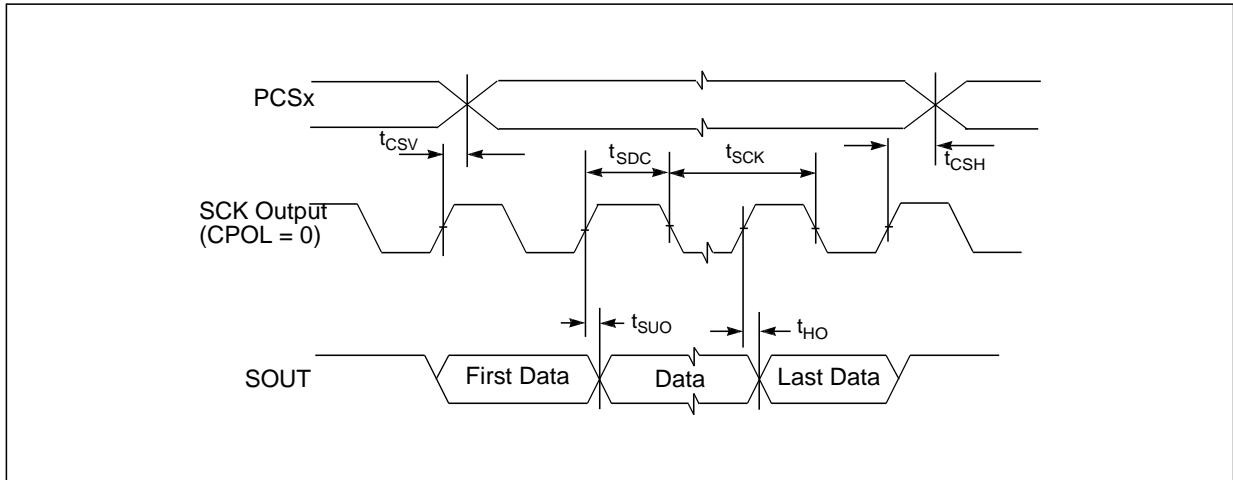 PCSx
tCSV
tSDC
tSCK
tCSH
SCK Output
(CPOL = 0)
tSUO
tHO
SOUT
First Data
Data
Last Data